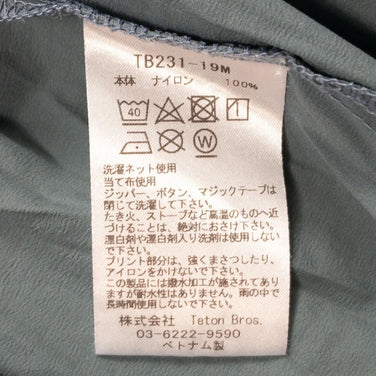 TB231-19M
本体 ナイロン 100%
40
W
洗濯ネット使用
当て布使用
ジッパー、ボタン、マジックテープは
閉じて洗濯して下さい。
たき火、ストーブなど高温のものへ近
づけることは、絶対にお避け下さい。
漂白剤や漂白剤入り洗剤は使用しない
で下さい。
プリント部分は、強くまさつしたり、
アイロンをかけないで下さい。
この製品には撥水加工が施してあり
ますが耐水性はありません。雨の中で
長時間使用しないで下さい。
株式会社 Teton Bros.
03-6222-9590
ベトナム製